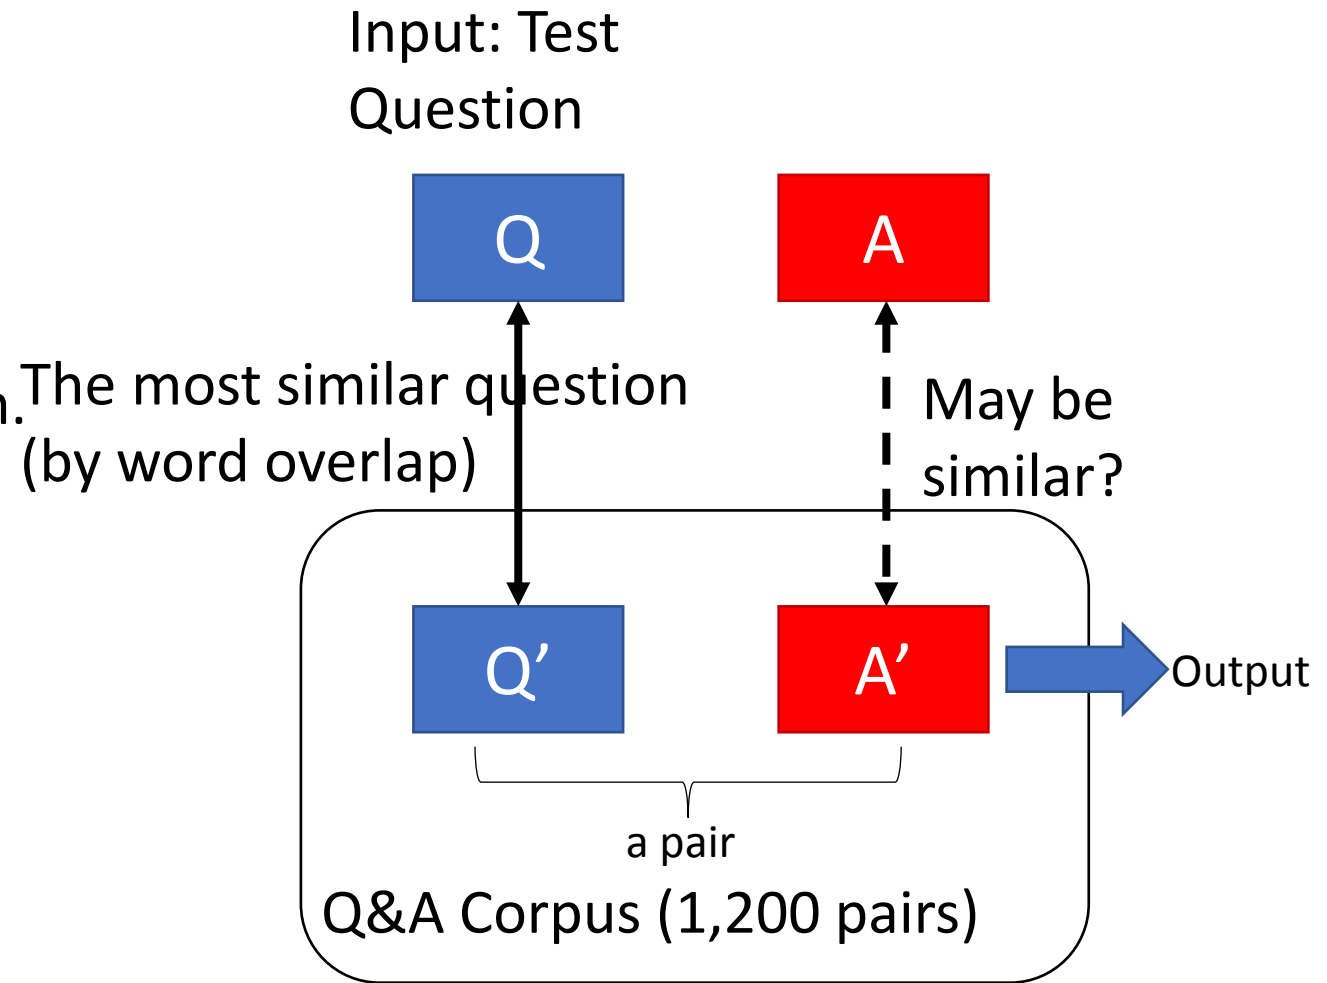 Input: Test
Question
Q
A
n.
The most similar question
(by word overlap)
May be
similar?
Q’
A’
Output
a pair
Q&A Corpus (1,200 pairs)